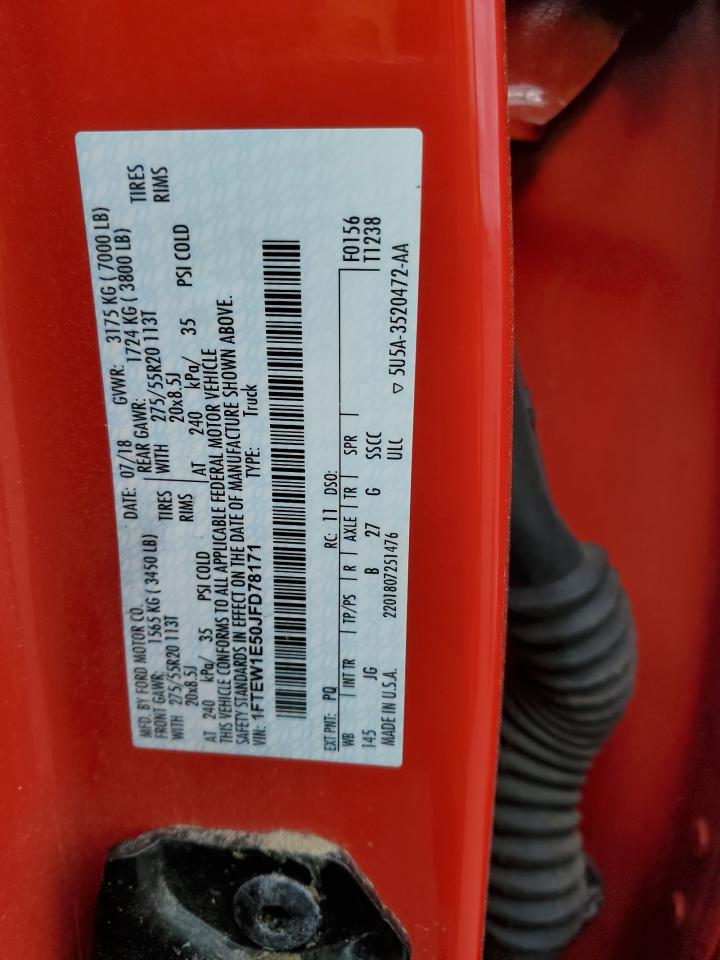 MFD. BY FORD MOTOR CO. DATE: 07/18 GVWR: 3175 KG ( 7000 LB)
FRONT GAWR: 1565 KG ( 3450 LB) REAR GAWR: 1724 KG ( 3800 LB)
WITH 275/55R20 113T TIRES WITH 275/55R20 113T TIRES
20x8.5J RIMS 20x8.5J RIMS
AT 240 kPa/ 35 PSI COLD AT 240 kPa/ 35 PSI COLD
THIS VEHICLE CONFORMS TO ALL APPLICABLE FEDERAL MOTOR VEHICLE
SAFETY STANDARDS IN EFFECT ON THE DATE OF MANUFACTURE SHOWN ABOVE.
VIN: 1FTEW1E50JFD78171 TYPE: Truck
EXT PNT: PQ RC: 11 DSO: F0156
WB INT TR TP/PS R AXLE TR SPR TT238
145 JG B 27 G SSCC
MADE IN U.S.A. 2201807251476 ULC ▽ 5U5A-3520472-AA